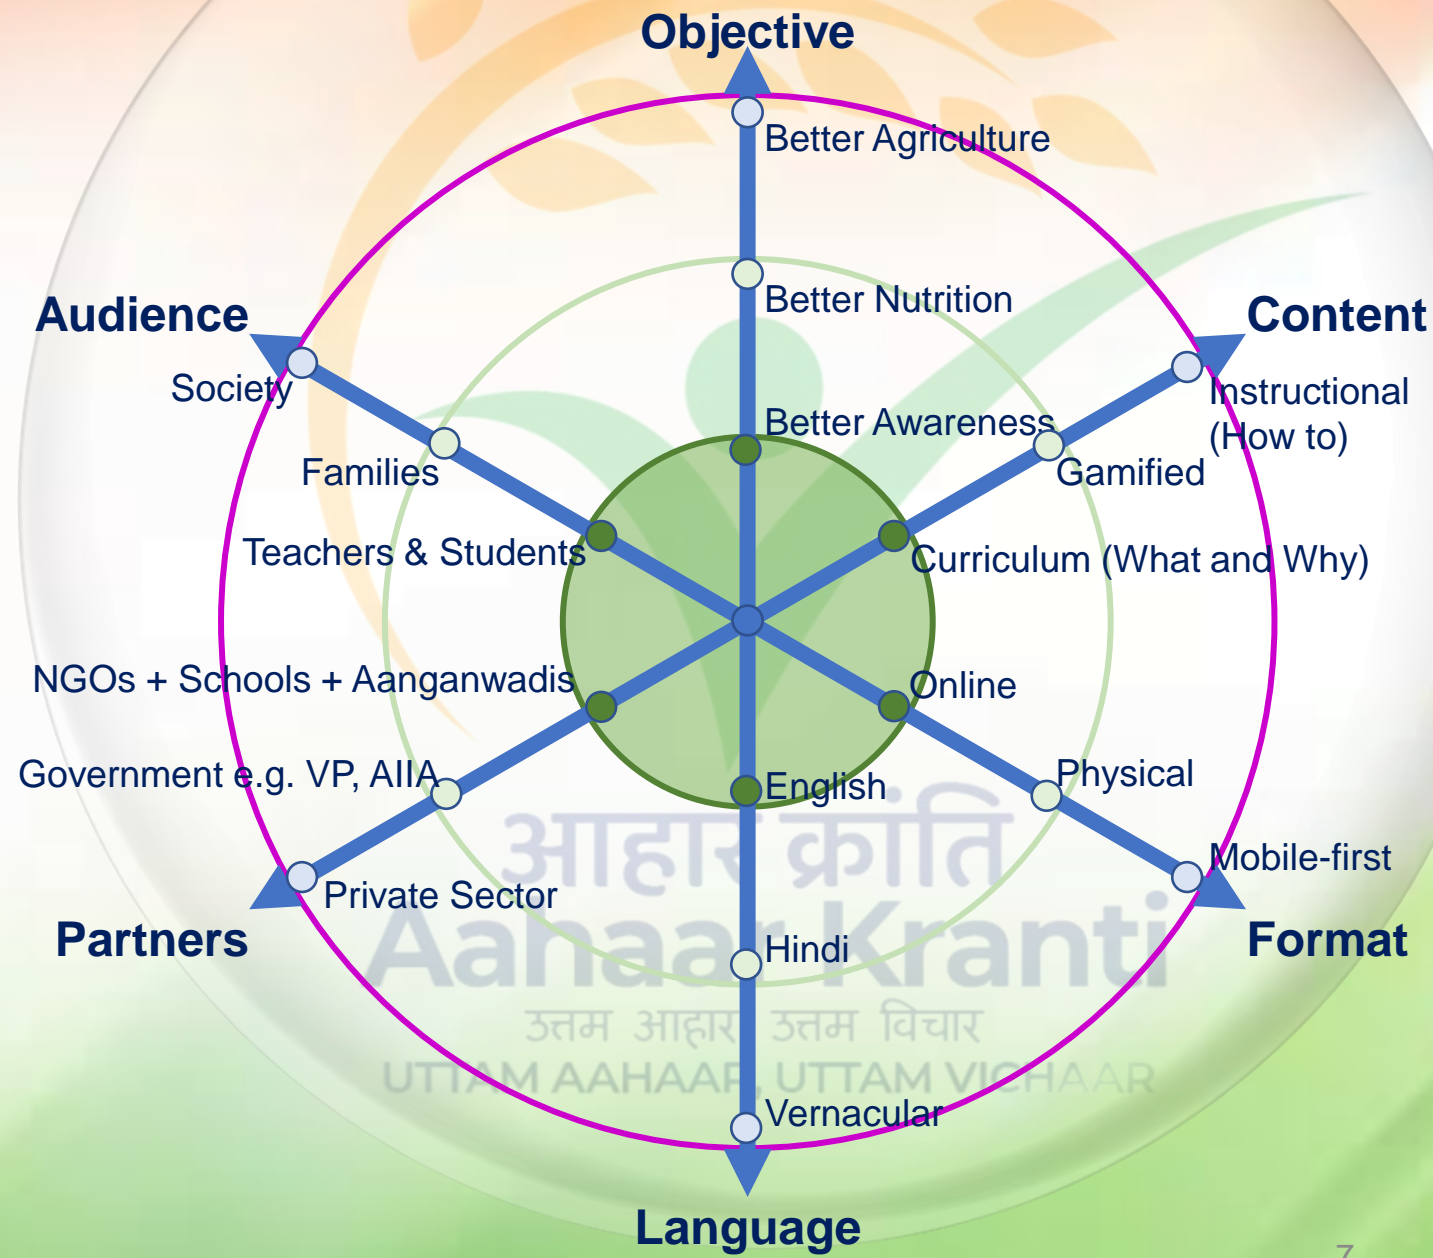 Objective
Better Agriculture
Better Nutrition
Audience
Content
Society
Instructional
(How to)
Better Awareness
Families
Gamified
Teachers & Students
Curriculum (What and Why)
NGOs + Schools + Aanganwadis
Online
Government e.g. VP, AIIA
Physical
English
आहार क्रांति
Mobile-first
Private Sector
Aahaar Kranti
Partners
Format
Hindi
उत्तम आहार, उत्तम विचार
UTTAM AAHAAR, UTTAM VICHAAR
Vernacular
Language
7